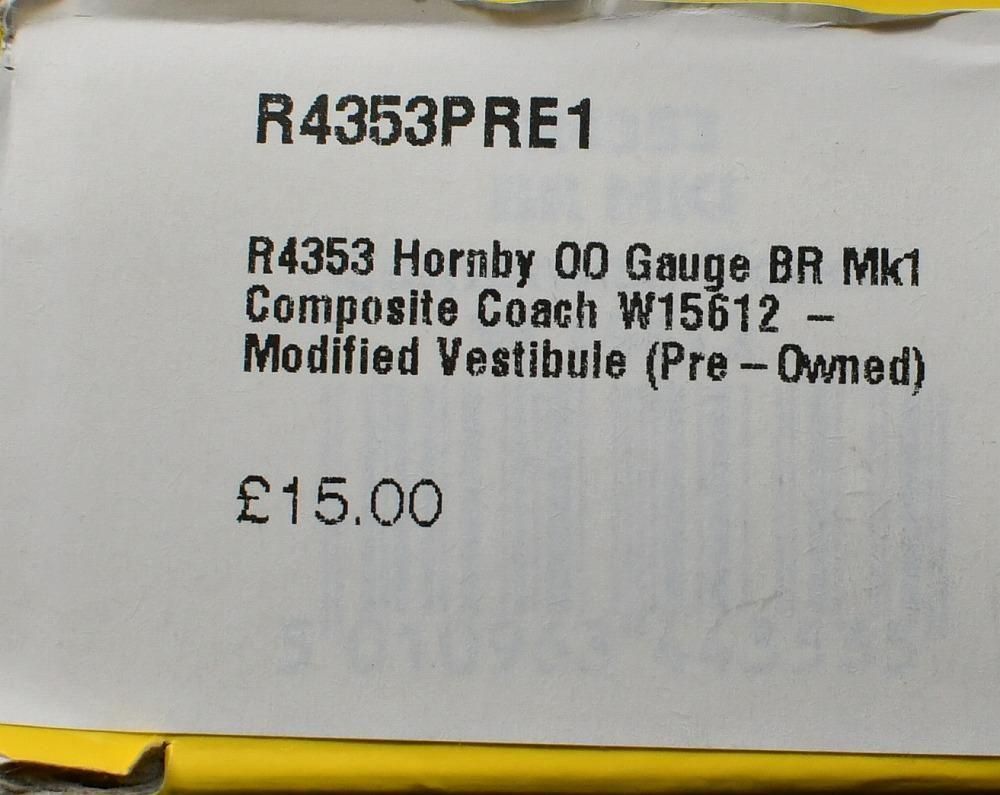 R4353PRE1
R4353 Hornby OO Gauge BR Mk1
Composite Coach W15612 –
Modified Vestibule (Pre – Owned)
£15.00